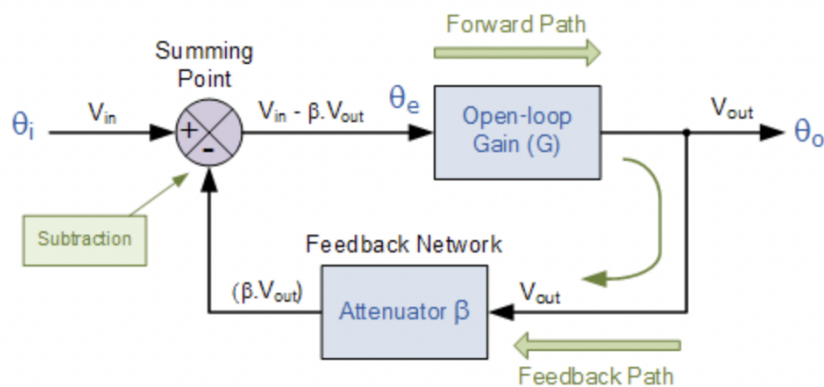 Forward Path
Summing
Point
θi
Vin
+
-
Vin - β.Vout
θe
Open-loop
Gain (G)
Vout
θo
Subtraction
Feedback Network
(β.Vout)
Attenuator β
Vout
Feedback Path